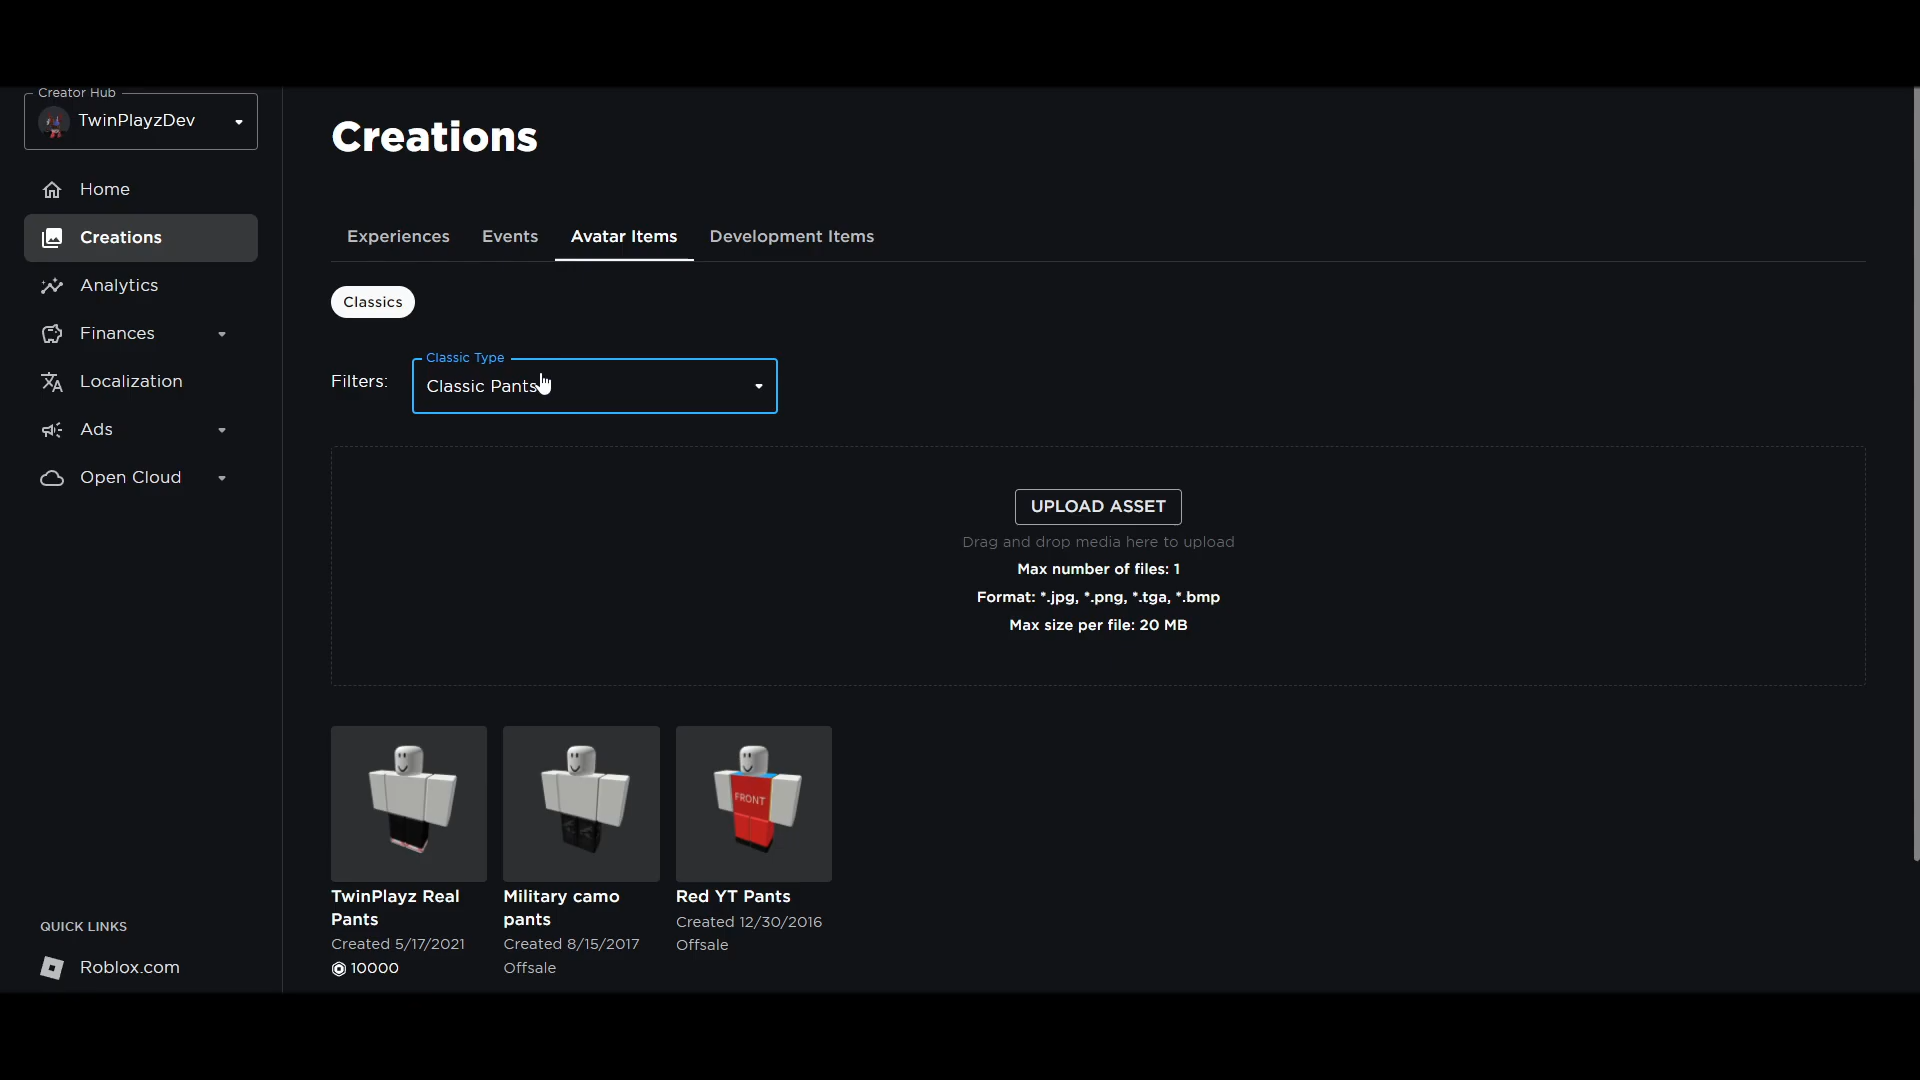 Creator Hub
TwinPlayzDev
Home
Creations
Analytics
Finances
Localization
Ads
Open Cloud
QUICK LINKS
Roblox.com
Creations
Experiences Events Avatar Items Development Items
Classics
Classic Type
Filters: Classic Pants
UPLOAD ASSET
Drag and drop media here to upload
Max number of files: 1
Format: *.jpg, *.png, *.tga, *.bmp
Max size per file: 20 MB
FRONT
TwinPlayz Real
Pants
Created 5/17/2021
10000
Military camo
pants
Created 8/15/2017
Offsale
Red YT Pants
Created 12/30/2016
Offsale